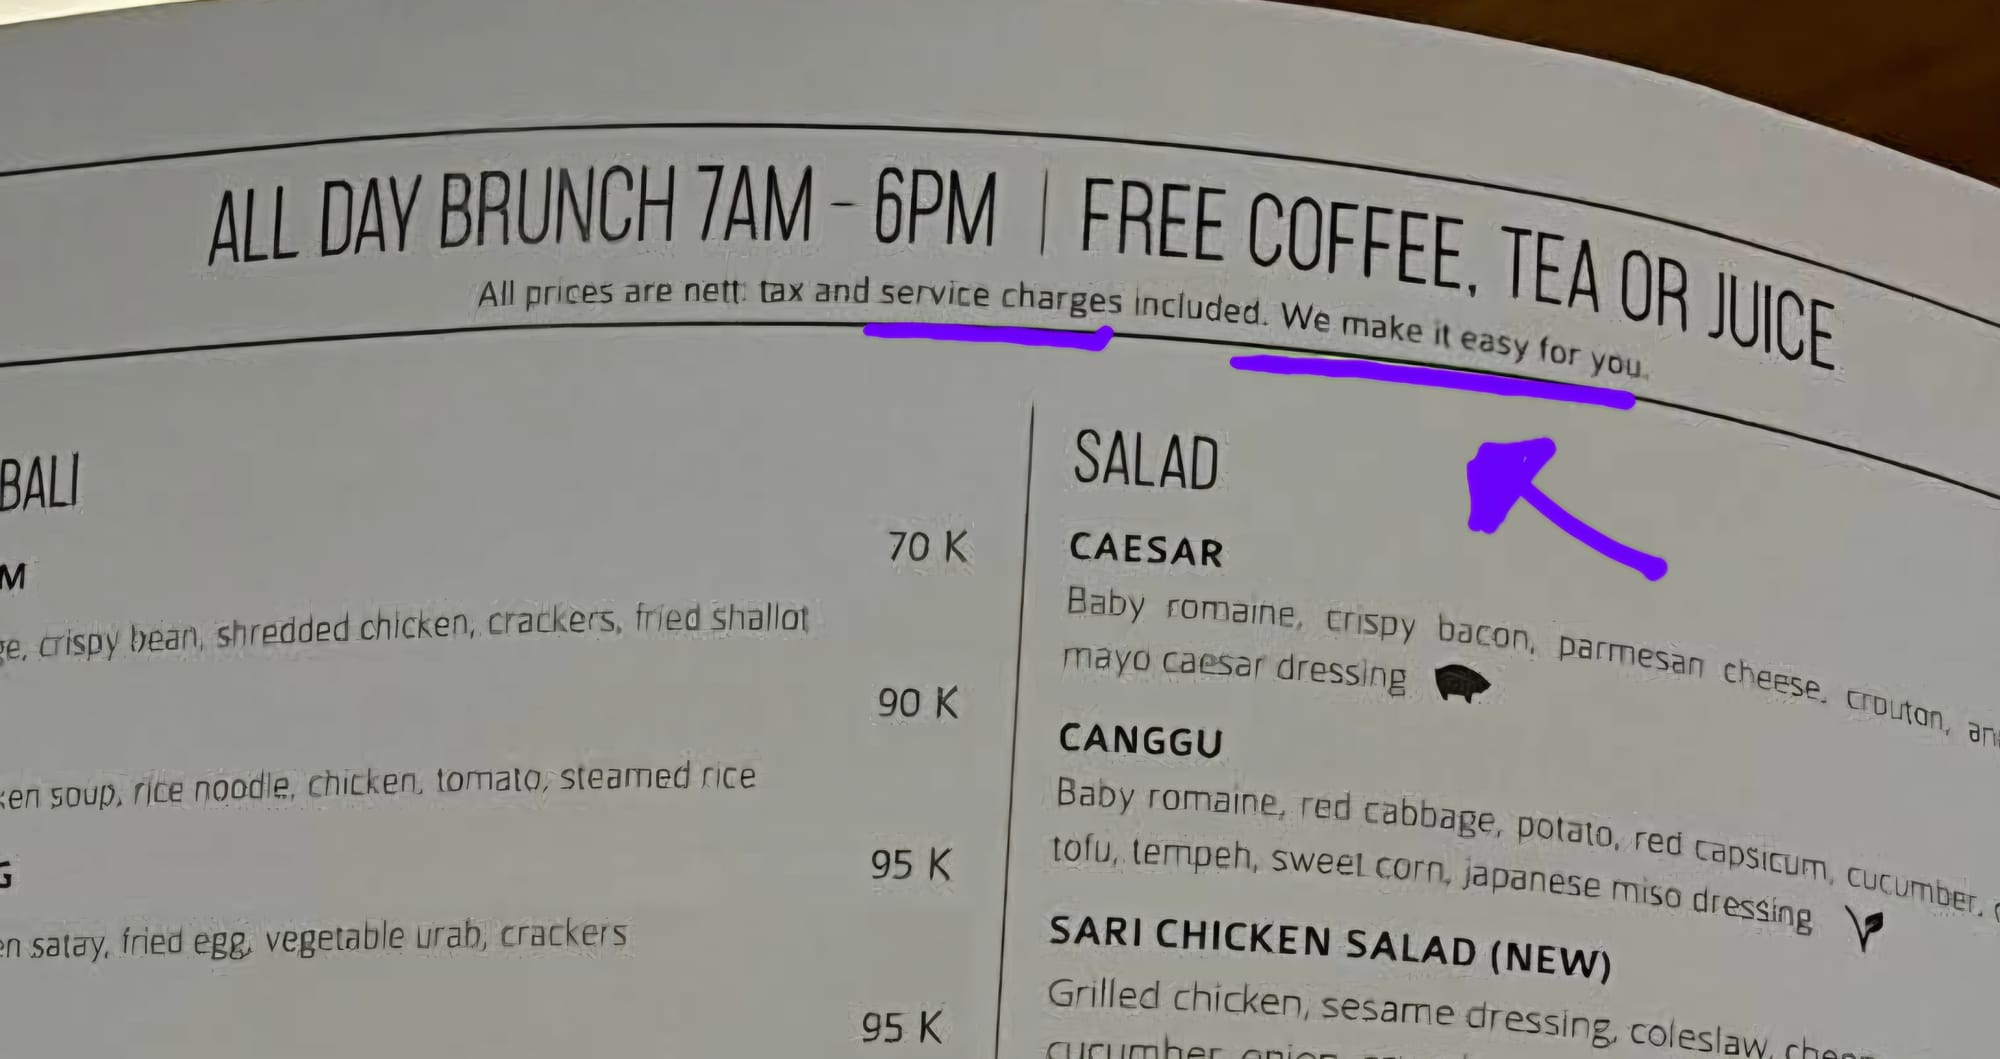 ALL DAY BRUNCH 7AM - 6PM | FREE COFFEE, TEA OR JUICE
All prices are nett: tax and service charges included. We make it easy for you.
BALI
70 K
crispy bean, shredded chicken, crackers, fried shallot
90 K
soup, rice noodle, chicken, tomato, steamed rice
95 K
satay, fried egg, vegetable urab, crackers
95 K
SALAD
CAESAR
Baby romaine, crispy bacon, parmesan cheese, crouton,
mayo caesar dressing
CANGGU
Baby romaine, red cabbage, potato, red capsicum, cucumber,
tofu, tempeh, sweet corn, japanese miso dressing
SARI CHICKEN SALAD (NEW)
Grilled chicken, sesame dressing, coleslaw,